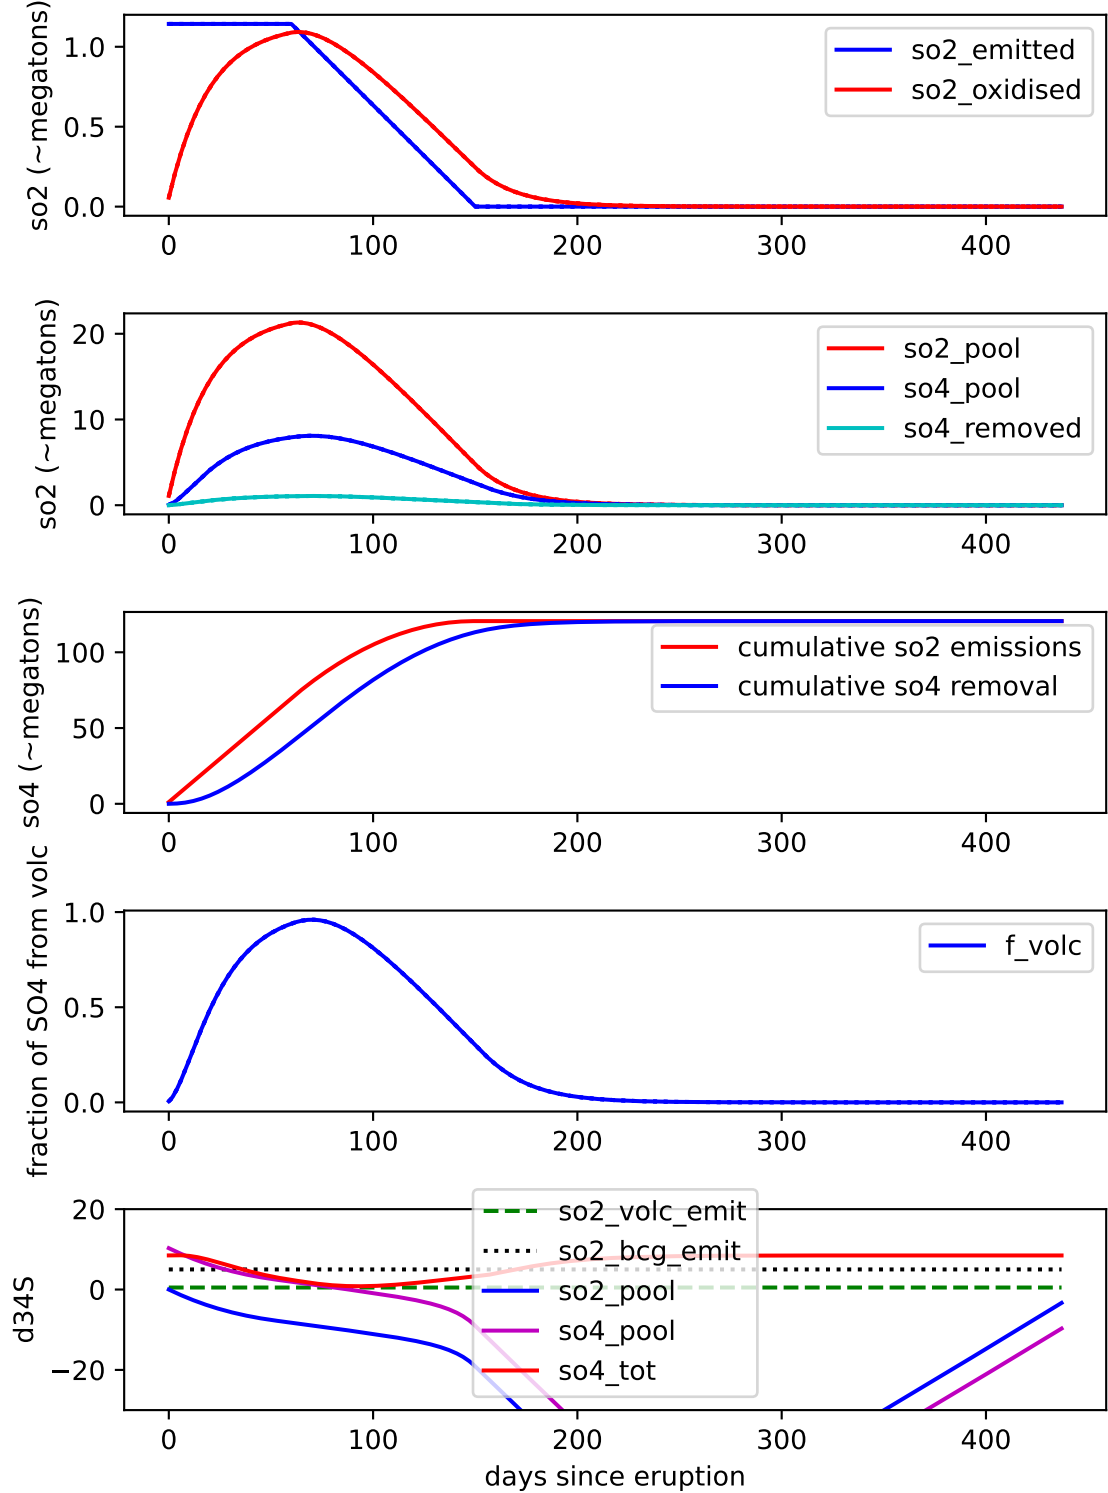 so2 (~megatons)
1.0
0.5
0.0
so2_emitted
so2_oxidised
0 100 200 300 400
so2 (~megatons)
20
10
0
so2_pool
so4_pool
so4_removed
0 100 200 300 400
so4 (~megatons)
100
50
0
cumulative so2 emissions
cumulative so4 removal
0 100 200 300 400
fraction of SO4 from volc
1.0
0.5
0.0
f_volc
0 100 200 300 400
d34S
20
0
−20
so2_volc_emit
so2_bcg_emit
so2_pool
so4_pool
so4_tot
0 100 200 300 400
days since eruption